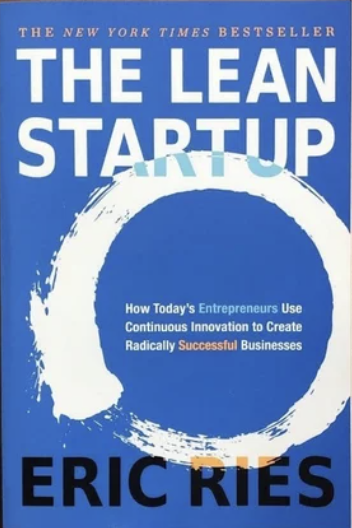 THE NEW YORK TIMES BESTSELLER
THE LEAN
STARTUP
How Today's Entrepreneurs Use
Continuous Innovation to Create
Radically Successful Businesses
ERIC RIES